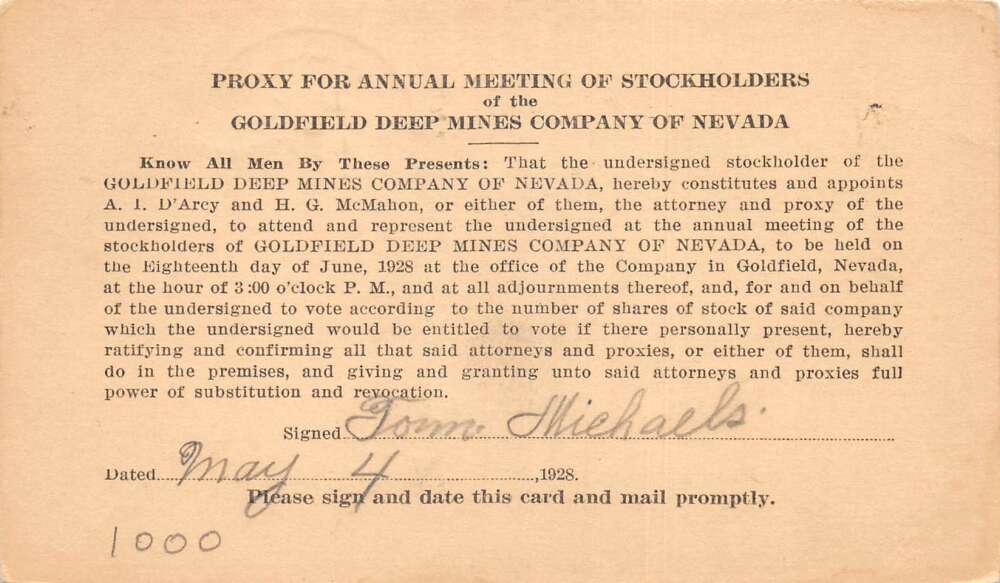 PROXY FOR ANNUAL MEETING OF STOCKHOLDERS
of the
GOLDFIELD DEEP MINES COMPANY OF NEVADA
Know All Men By These Presents: That the undersigned stockholder of the
GOLDFIELD DEEP MINES COMPANY OF NEVADA, hereby constitutes and appoints
A. I. D'Arcy and H. G. McMahon, or either of them, the attorney and proxy of the
undersigned, to attend and represent the undersigned at the annual meeting of the
stockholders of GOLDFIELD DEEP MINES COMPANY OF NEVADA, to be held on
the Eighteenth day of June, 1928 at the office of the Company in Goldfield, Nevada,
at the hour of 3:00 o'clock P. M., and at all adjournments thereof, and, for and on behalf
of the undersigned to vote according to the number of shares of stock of said company
which the undersigned would be entitled to vote if there personally present, hereby
ratifying and confirming all that said attorneys and proxies, or either of them, shall
do in the premises, and giving and granting unto said attorneys and proxies full
power of substitution and revocation.
Signed Tom Michaels.
Dated May 4, 1928.
Please sign and date this card and mail promptly.
1000